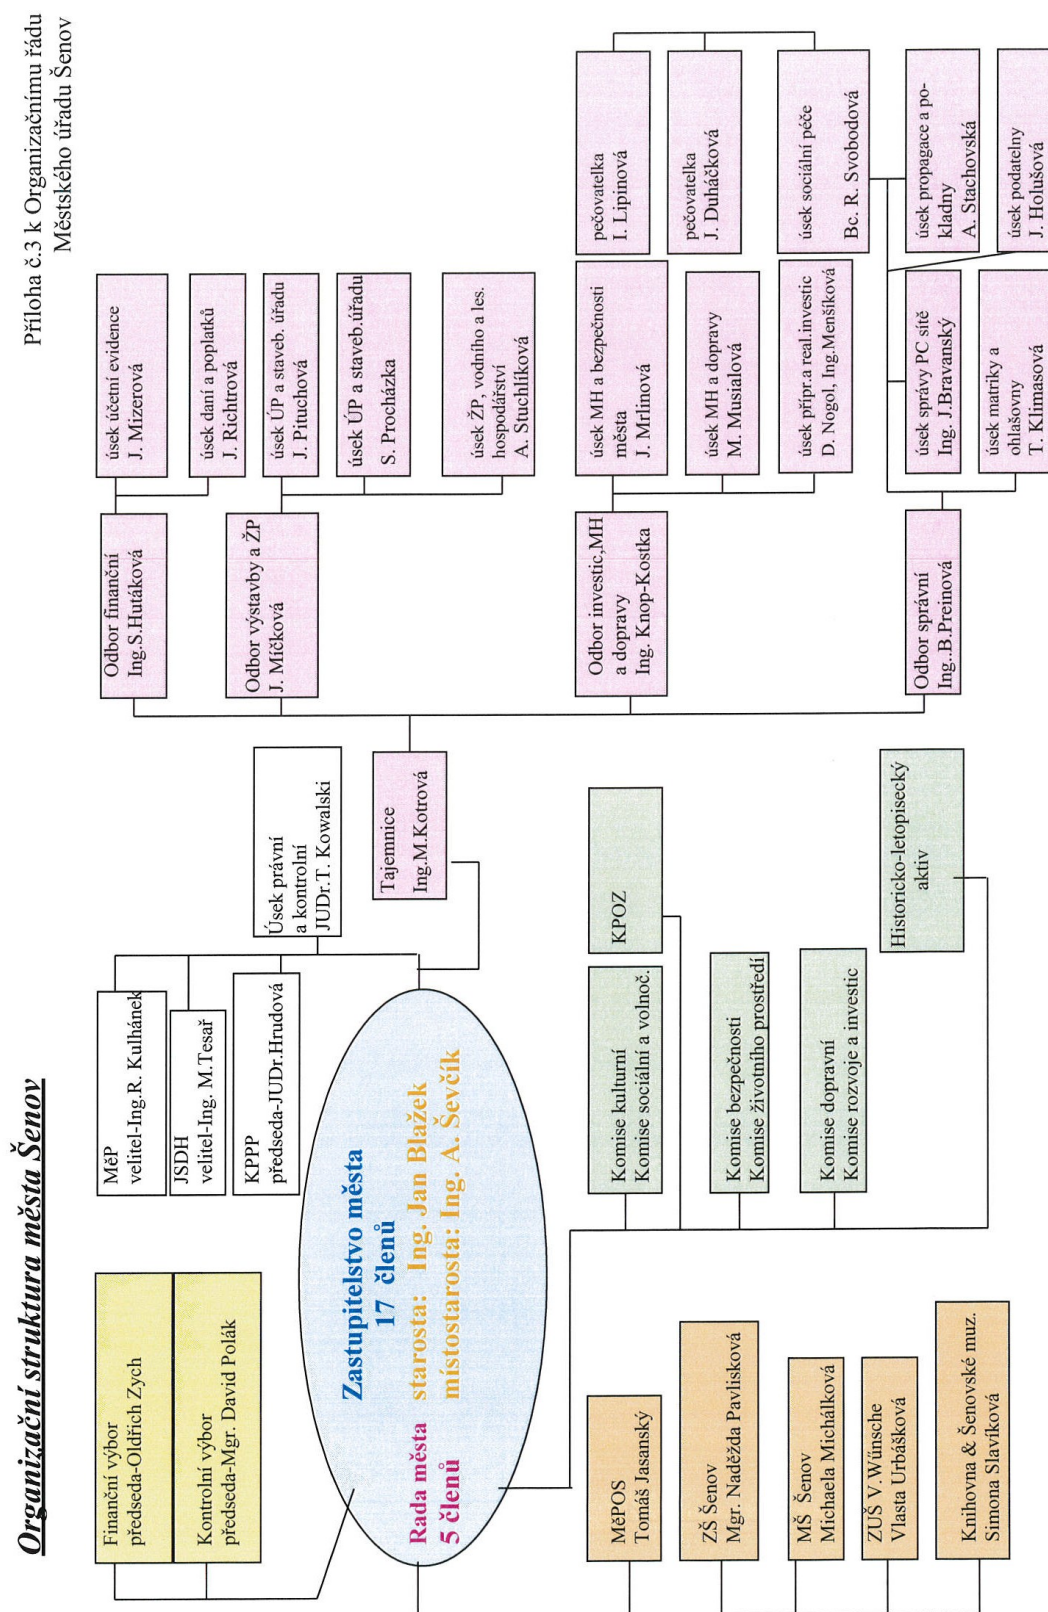 Příloha č.3 k Organizačnímu řádu
Městského úřadu Šenov
Organizační struktura města Šenov
Finanční výbor
předseda-Oldřich Zych
Kontrolní výbor
předseda-Mgr. David Polák
MěP
velitel-Ing.R. Kulhánek
JSDH
velitel-Ing. M.Tesař
KPPP
předseda-JUDr.Hrudová
Úsek právní
a kontrolní
JUDr.T. Kowalski
Tajemnice
Ing.M.Kotrová
Zastupitelstvo města
17 členů
Rada města
5 členů
starosta: Ing. Jan Blažek
místostarosta: Ing. A. Ševčík
Odbor finanční
Ing.S.Hutáková
úsek účetní evidence
J. Mizerová
úsek daní a poplatků
J. Richtrová
Odbor výstavby a ŽP
J. Míčková
úsek ÚP a staveb. úřadu
J. Pituchová
úsek ÚP a staveb.úřadu
S. Procházka
úsek ŽP, vodního a les.
hospodářství
A. Stuchlíková
Odbor investic,MH
a dopravy
Ing. Knop-Kostka
úsek MH a bezpečnosti
města
J. Mrlinová
úsek MH a dopravy
M. Musialová
úsek přípr.a real.investic
D. Nogol, Ing.Menšíková
Odbor správní
Ing..B.Preinová
pečovatelka
I. Lipinová
pečovatelka
J. Duháčková
úsek sociální péče
Bc. R. Svobodová
úsek propagace a po-
kladny
A. Stachovská
úsek podatelny
J. Holušová
úsek správy PC sítě
Ing. J.Bravanský
úsek matriky a
ohlašovny
T. Klimasová
MěPOS
Tomáš Jasanský
ZŠ Šenov
Mgr. Naděžda Pavlisková
MŠ Šenov
Michaela Michálková
ZUŠ V.Wünsche
Vlasta Urbášková
Knihovna & Šenovské muz.
Simona Slavíková
Komise kulturní
Komise sociální a volnoč.
KPOZ
Komise bezpečnosti
Komise životního prostředí
Komise dopravní
Komise rozvoje a investic
Historicko-letopisecký
aktiv